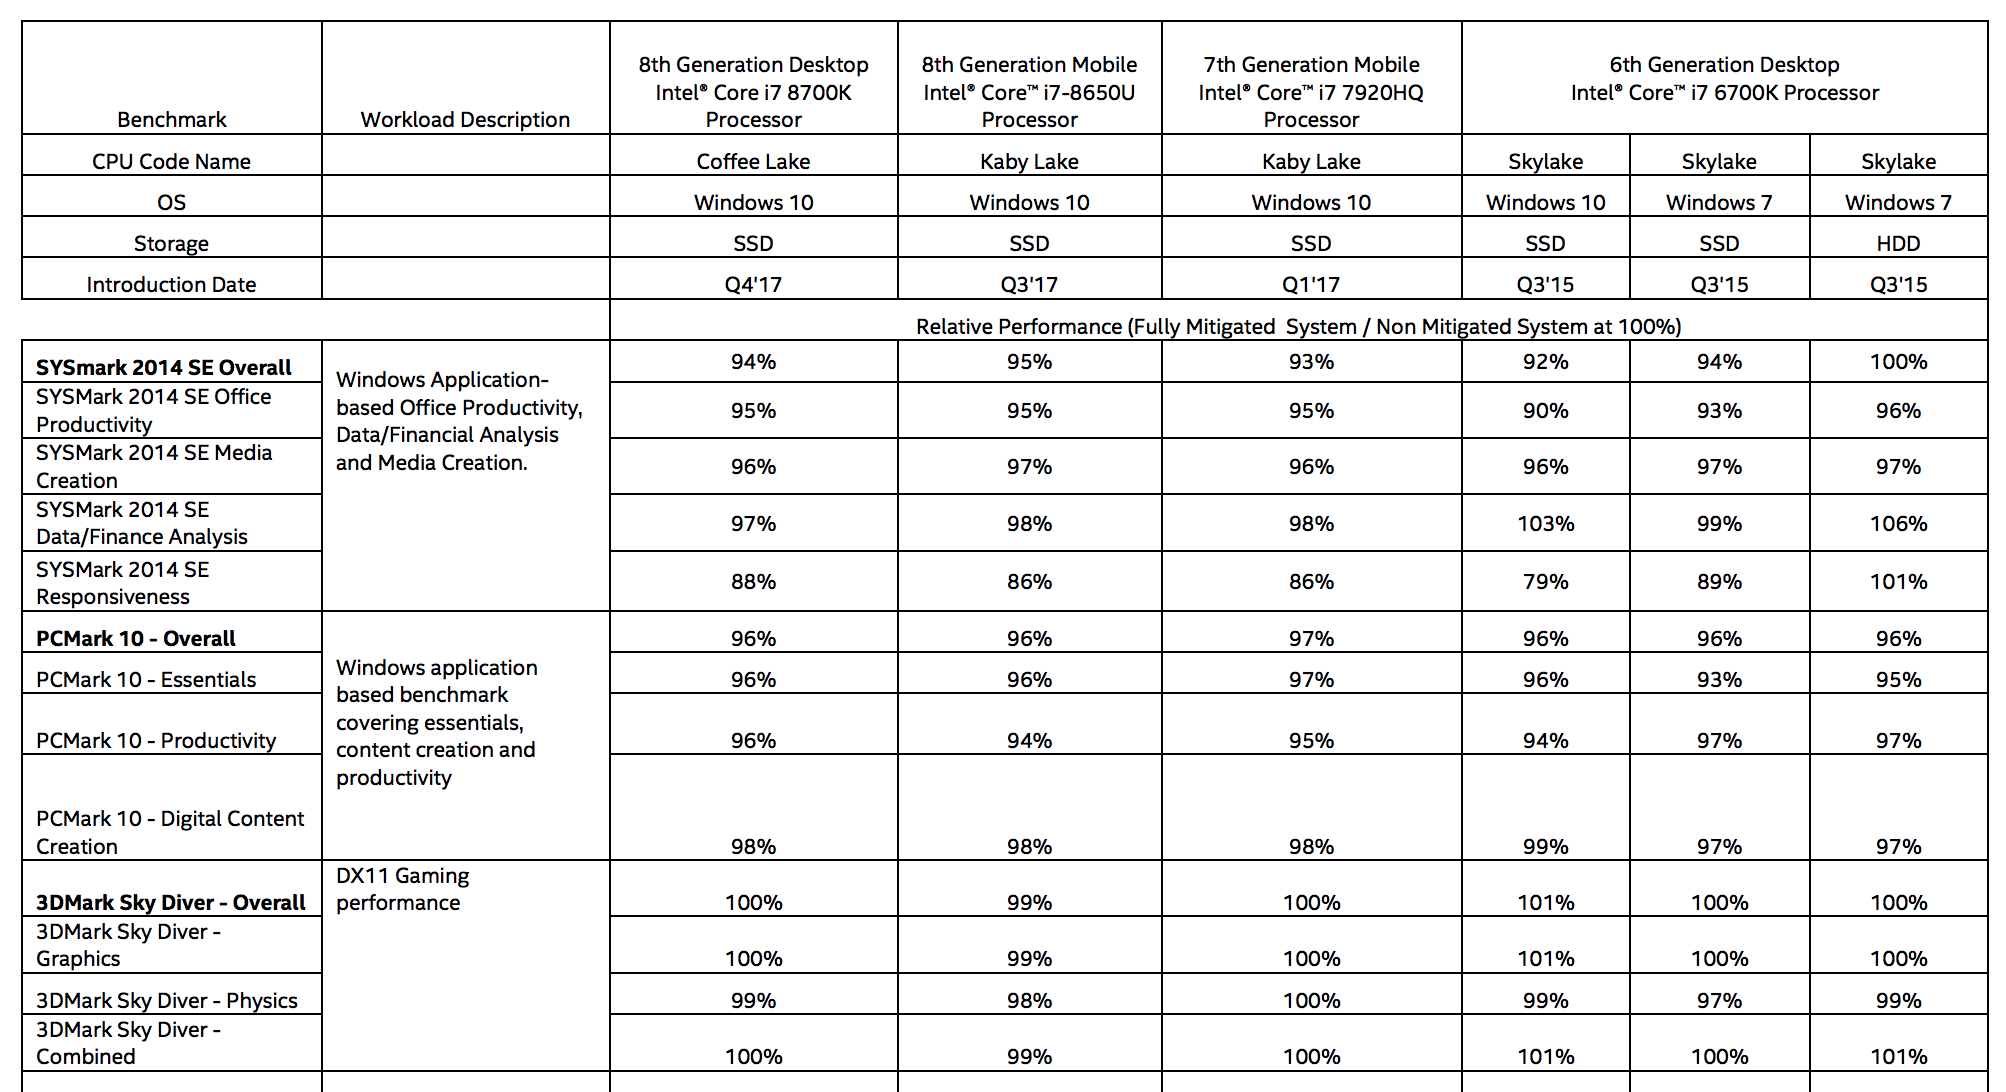 8th Generation Desktop 8th Generation Mobile 7th Generation Mobile 6th Generation Desktop
Intel® Core i7 8700K Intel® Core™ i7-8650U Intel® Core™ i7 7920HQ Intel® Core™ i7 6700K Processor
Benchmark Workload Description Processor Processor Processor
CPU Code Name Coffee Lake Kaby Lake Kaby Lake Skylake Skylake Skylake
OS Windows 10 Windows 10 Windows 10 Windows 10 Windows 7 Windows 7
Storage SSD SSD SSD SSD SSD HDD
Introduction Date Q4'17 Q3'17 Q1'17 Q3'15 Q3'15 Q3'15
Relative Performance (Fully Mitigated System / Non Mitigated System at 100%)
SYSmark 2014 SE Overall 94% 95% 93% 92% 94% 100%
Windows Application-
based Office Productivity,
Data/Financial Analysis
and Media Creation.
SYSMark 2014 SE Office
Productivity 95% 95% 95% 90% 93% 96%
SYSMark 2014 SE Media
Creation 96% 97% 96% 96% 97% 97%
SYSMark 2014 SE
Data/Finance Analysis 97% 98% 98% 103% 99% 106%
SYSMark 2014 SE
Responsiveness 88% 86% 86% 79% 89% 101%
PCMark 10 - Overall 96% 96% 97% 96% 96% 96%
Windows application
based benchmark
covering essentials,
content creation and
productivity
PCMark 10 - Essentials 96% 96% 97% 96% 93% 95%
PCMark 10 - Productivity 96% 94% 95% 94% 97% 97%
PCMark 10 - Digital Content
Creation 98% 98% 98% 99% 97% 97%
DX11 Gaming
performance
3DMark Sky Diver - Overall 100% 99% 100% 101% 100% 100%
3DMark Sky Diver -
Graphics 100% 99% 100% 101% 100% 100%
3DMark Sky Diver - Physics 99% 98% 100% 99% 97% 99%
3DMark Sky Diver -
Combined 100% 99% 100% 101% 100% 101%